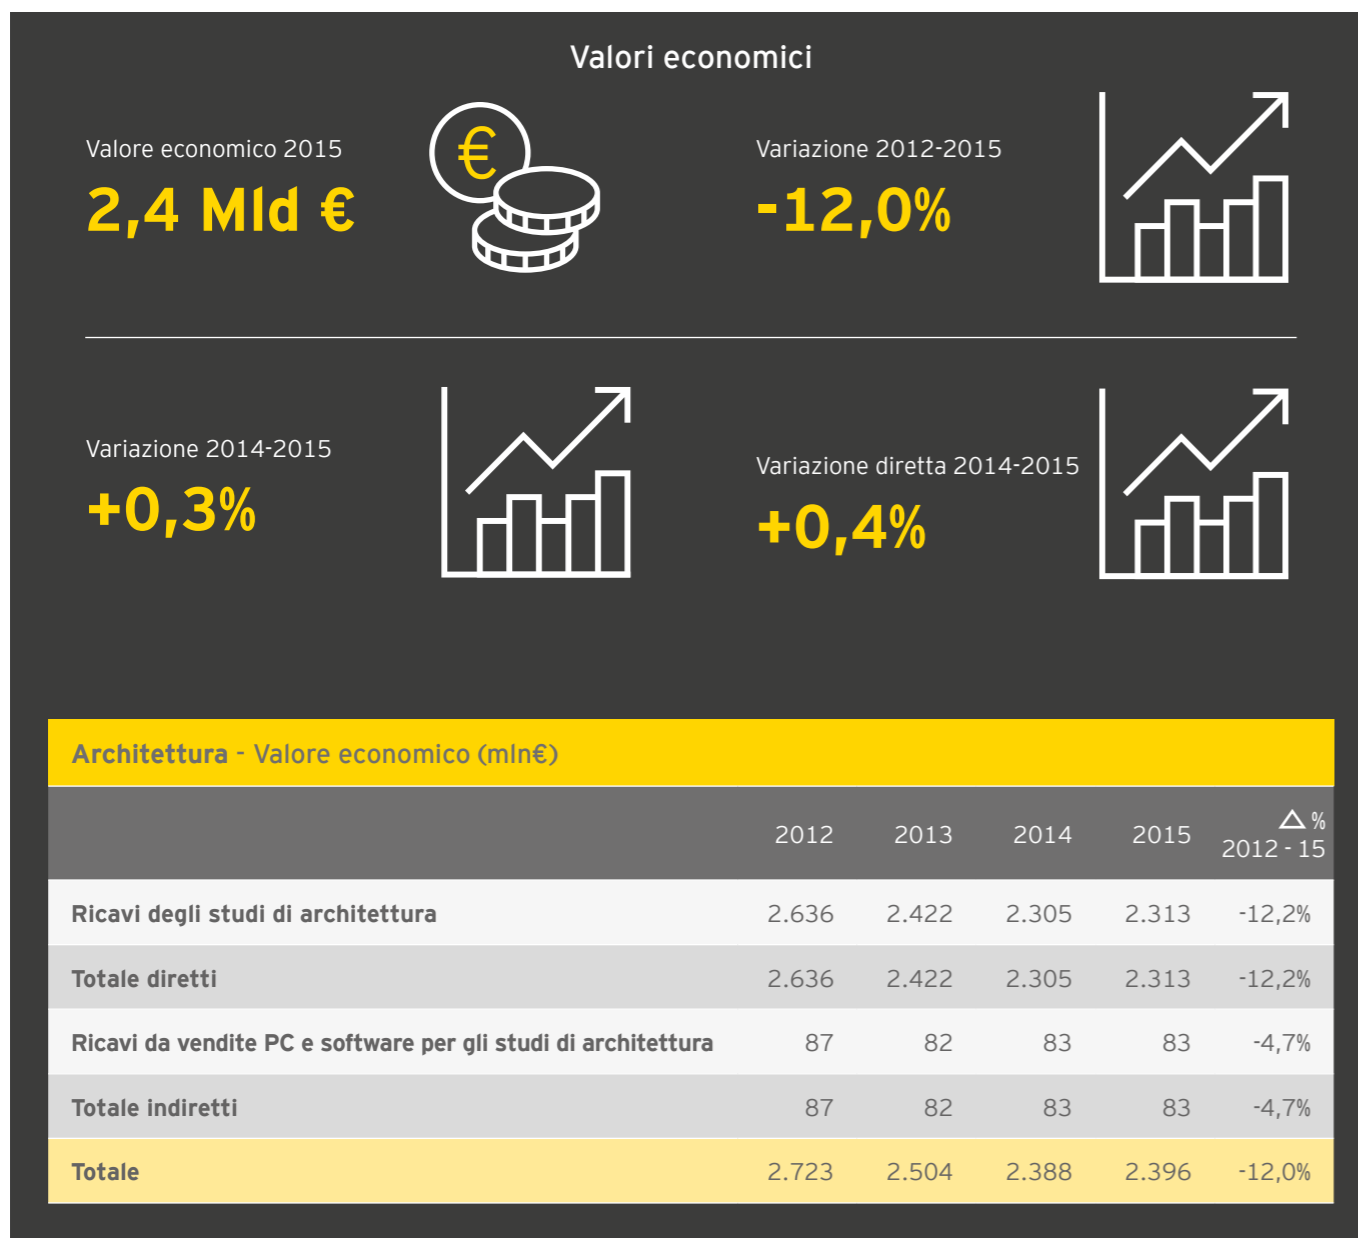 Valori economici
Valore economico 2015
2,4 Mld €
€
Variazione 2012-2015
-12,0%
Variazione 2014-2015
+0,3%
Variazione diretta 2014-2015
+0,4%
Architettura - Valore economico (mln€)
2012 2013 2014 2015 △ % 2012 - 15
Ricavi degli studi di architettura 2.636 2.422 2.305 2.313 -12,2%
Totale diretti 2.636 2.422 2.305 2.313 -12,2%
Ricavi da vendite PC e software per gli studi di architettura 87 82 83 83 -4,7%
Totale indiretti 87 82 83 83 -4,7%
Totale 2.723 2.504 2.388 2.396 -12,0%